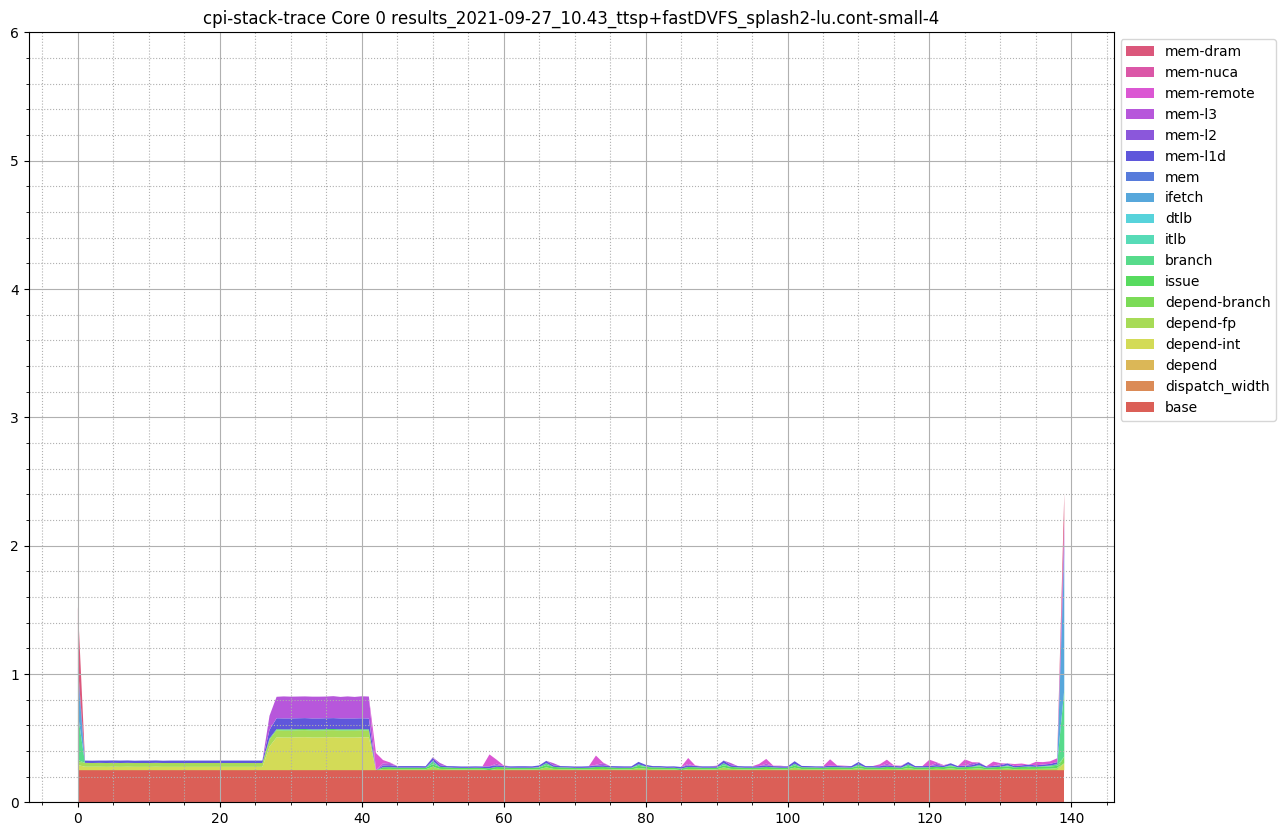 cpi-stack-trace Core 0 results_2021-09-27_10.43_ttsp+fastDVFS_splash2-lu.cont-small-4
6
5
4
3
2
1
0
0 20 40 60 80 100 120 140
mem-dram
mem-nuca
mem-remote
mem-l3
mem-l2
mem-l1d
mem
ifetch
dtlb
itlb
branch
issue
depend-branch
depend-fp
depend-int
depend
dispatch_width
base